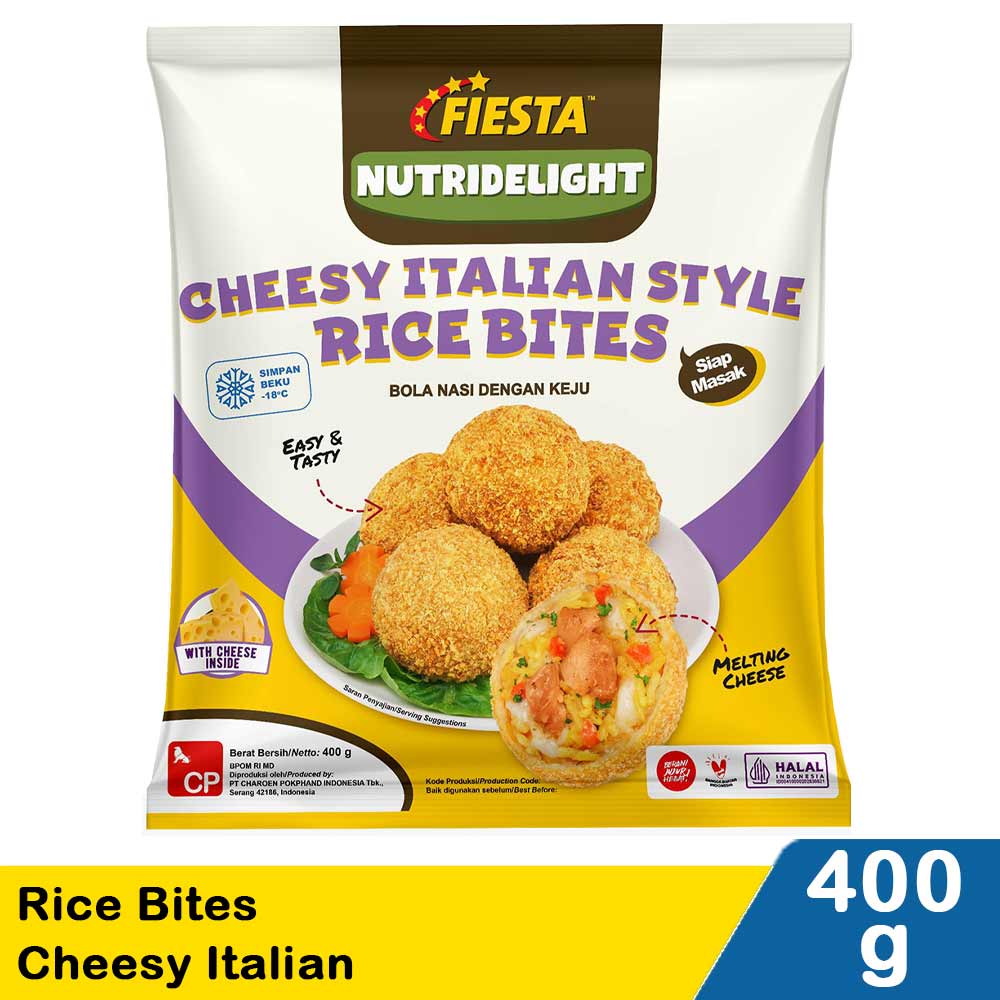 FIESTA™
NUTRIDELIGHT
CHEESY ITALIAN STYLE
RICE BITES
SIMPAN
BEKU
-18°C
BOLA NASI DENGAN KEJU
Siap
Masak
EASY &
TASTY
WITH CHEESE
INSIDE
MELTING
CHEESE
Saran Penyajian/Serving Suggestions
CP
Berat Bersih/Netto: 400 g
BPOM RI MD
Diproduksi oleh/Produced by:
PT CHAROEN POKPHAND INDONESIA Tbk.,
Serang 42186, Indonesia
Kode Produksi/Production Code:
Baik digunakan sebelum/Best Before:
HALAL
INDONESIA
Rice Bites
Cheesy Italian
400
g